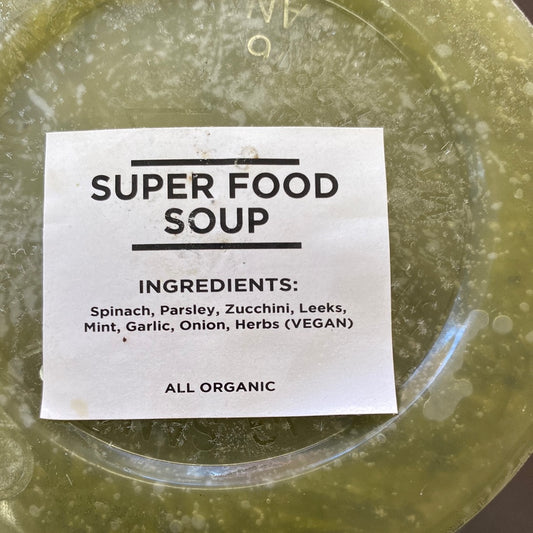 SUPER FOOD
SOUP
INGREDIENTS:
Spinach, Parsley, Zucchini, Leeks,
Mint, Garlic, Onion, Herbs (VEGAN)
ALL ORGANIC